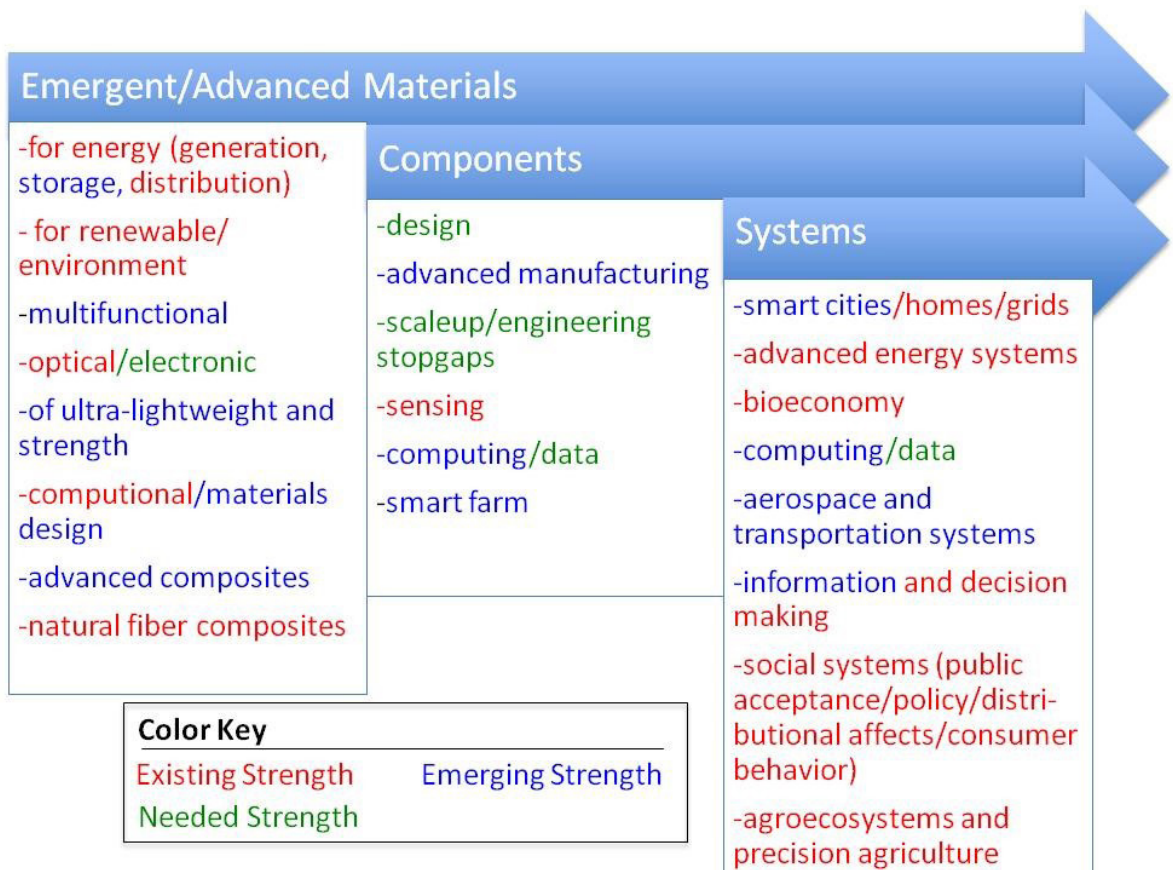 Emergent/Advanced Materials
-for energy (generation,
storage, distribution)
- for renewable/
environment
-multifunctional
-optical/electronic
-of ultra-lightweight and
strength
-computional/materials
design
-advanced composites
-natural fiber composites
Components
-design
-advanced manufacturing
-scaleup/engineering
stopgaps
-sensing
-computing/data
-smart farm
Systems
-smart cities/homes/grids
-advanced energy systems
-bioeconomy
-computing/data
-aerospace and
transportation systems
-information and decision
making
-social systems (public
acceptance/policy/distri-
butional affects/consumer
behavior)
-agroecosystems and
precision agriculture
Color Key
Existing Strength Emerging Strength
Needed Strength